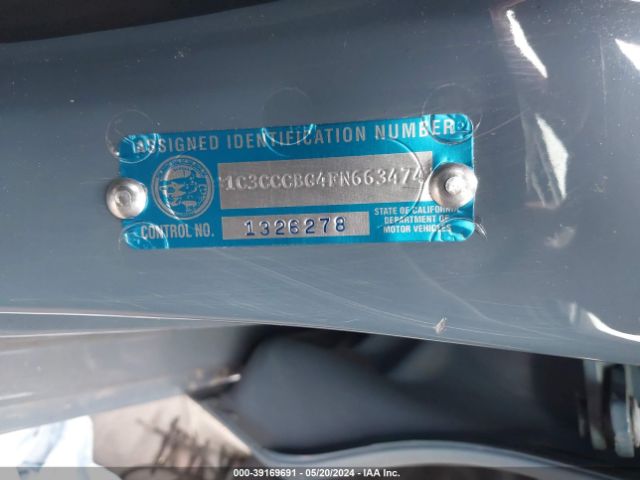 ASSIGNED IDENTIFICATION NUMBER
1C3CCCBG4FN663474
CONTROL NO.
1326278
STATE OF CALIFORNIA
DEPARTMENT OF
MOTOR VEHICLES
000-39169691 - 05/20/2024 - IAA Inc.